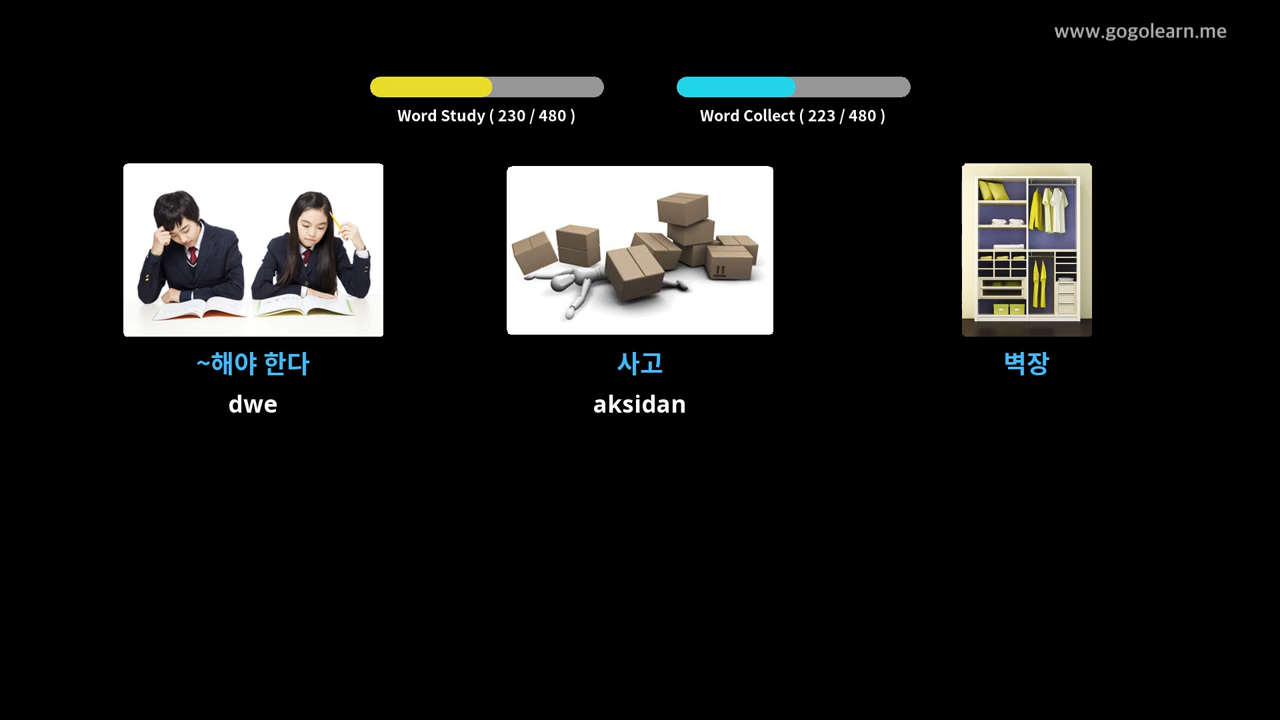 www.gogolearn.me
Word Study ( 230 / 480 )
Word Collect ( 223 / 480 )
~해야 한다
사고
벽장
dwe
aksidan